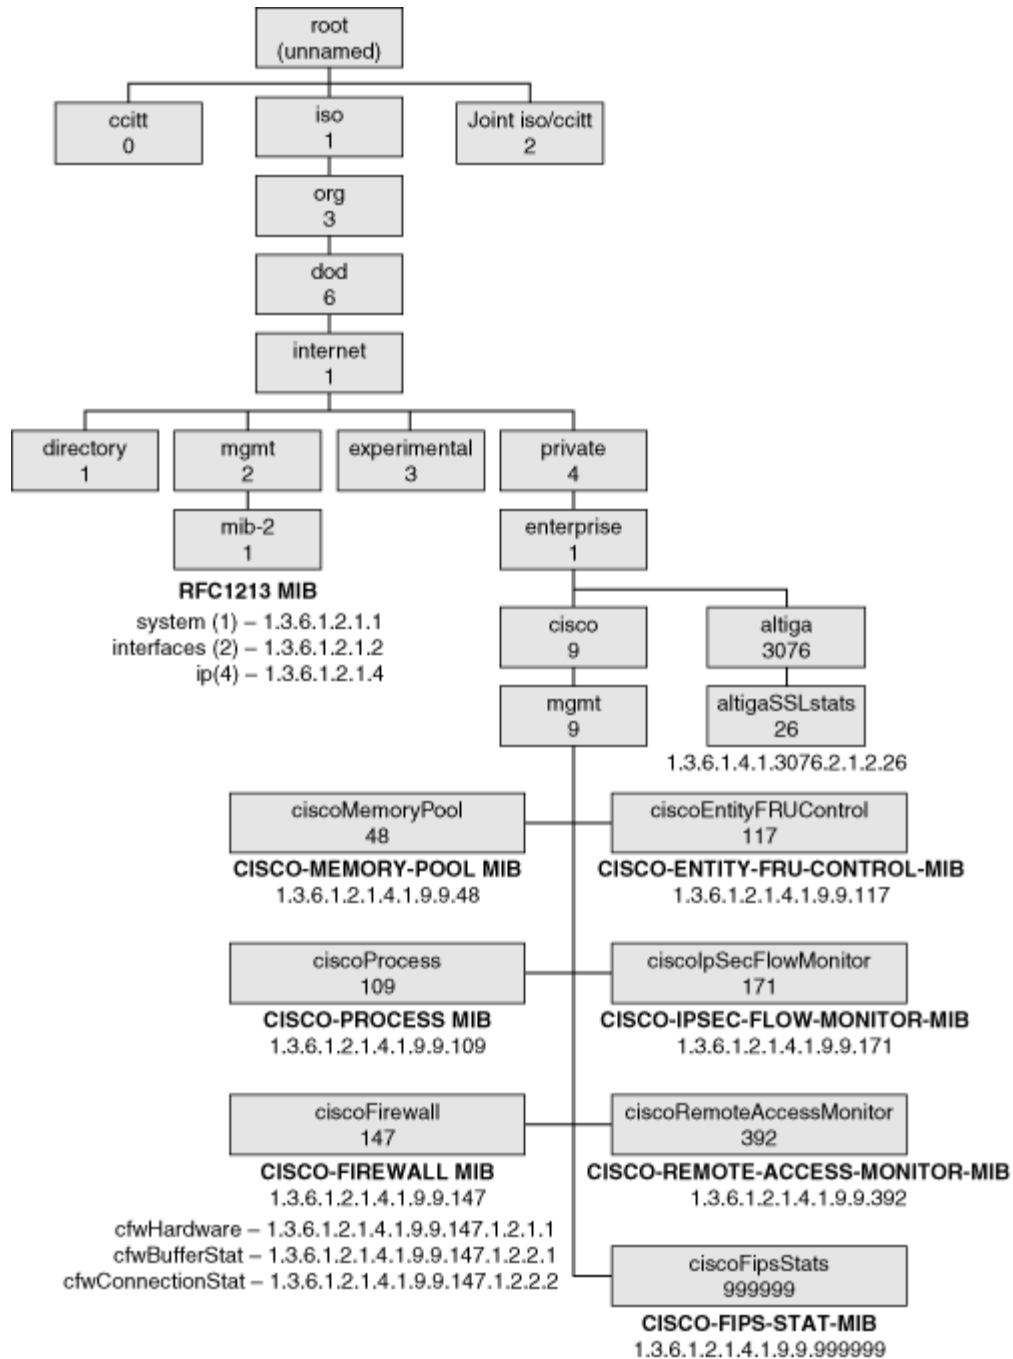 root
(unnamed)
ccitt
0
iso
1
Joint iso/ccitt
2
org
3
dod
6
internet
1
directory
1
mgmt
2
experimental
3
private
4
mib-2
1
enterprise
1
RFC1213 MIB
system (1) – 1.3.6.1.2.1.1
interfaces (2) – 1.3.6.1.2.1.2
ip(4) – 1.3.6.1.2.1.4
cisco
9
altiga
3076
mgmt
9
altigaSSLstats
26
1.3.6.1.4.1.3076.2.1.2.26
ciscoMemoryPool
48
CISCO-MEMORY-POOL MIB
1.3.6.1.2.1.4.1.9.9.48
ciscoEntityFRUControl
117
CISCO-ENTITY-FRU-CONTROL-MIB
1.3.6.1.2.1.4.1.9.9.117
ciscoProcess
109
CISCO-PROCESS MIB
1.3.6.1.2.1.4.1.9.9.109
ciscoIpSecFlowMonitor
171
CISCO-IPSEC-FLOW-MONITOR-MIB
1.3.6.1.2.1.4.1.9.9.171
ciscoFirewall
147
CISCO-FIREWALL MIB
1.3.6.1.2.1.4.1.9.9.147
cfwHardware – 1.3.6.1.2.1.4.1.9.9.147.1.2.1.1
cfwBufferStat – 1.3.6.1.2.1.4.1.9.9.147.1.2.2.1
cfwConnectionStat – 1.3.6.1.2.1.4.1.9.9.147.1.2.2.2
ciscoRemoteAccessMonitor
392
CISCO-REMOTE-ACCESS-MONITOR-MIB
1.3.6.1.2.1.4.1.9.9.392
ciscoFipsStats
999999
CISCO-FIPS-STAT-MIB
1.3.6.1.2.1.4.1.9.9.999999